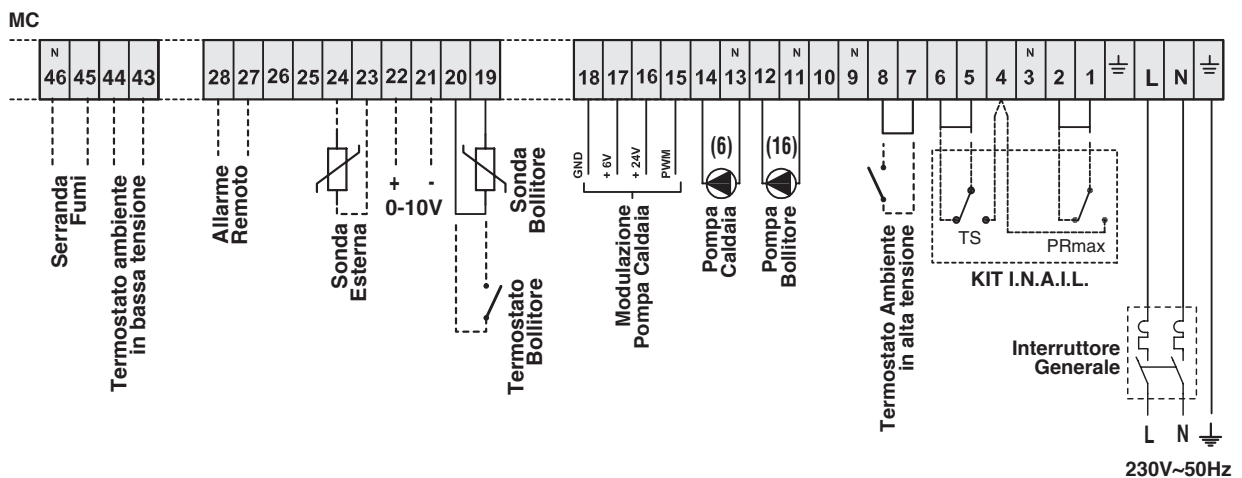 MC
N N N N N
46 45 44 43 28 27 26 25 24 23 22 21 20 19 18 17 16 15 14 13 12 11 10 9 8 7 6 5 4 3 2 1 L N
Serranda
Fumi
Termostato ambiente
in bassa tensione
Allarme
Remoto
Sonda
Esterna
+ -
0-10V
Sonda
Bollitore
Termostato
Bollitore
GND
+ 6V
+ 24V
PWM
Modulazione
Pompa Caldaia
(6)
Pompa
Caldaia
(16)
Pompa
Bollitore
Termostato Ambiente
in alta tensione
TS
PRmax
KIT I.N.A.I.L.
Interruttore
Generale
L N
230V~50Hz